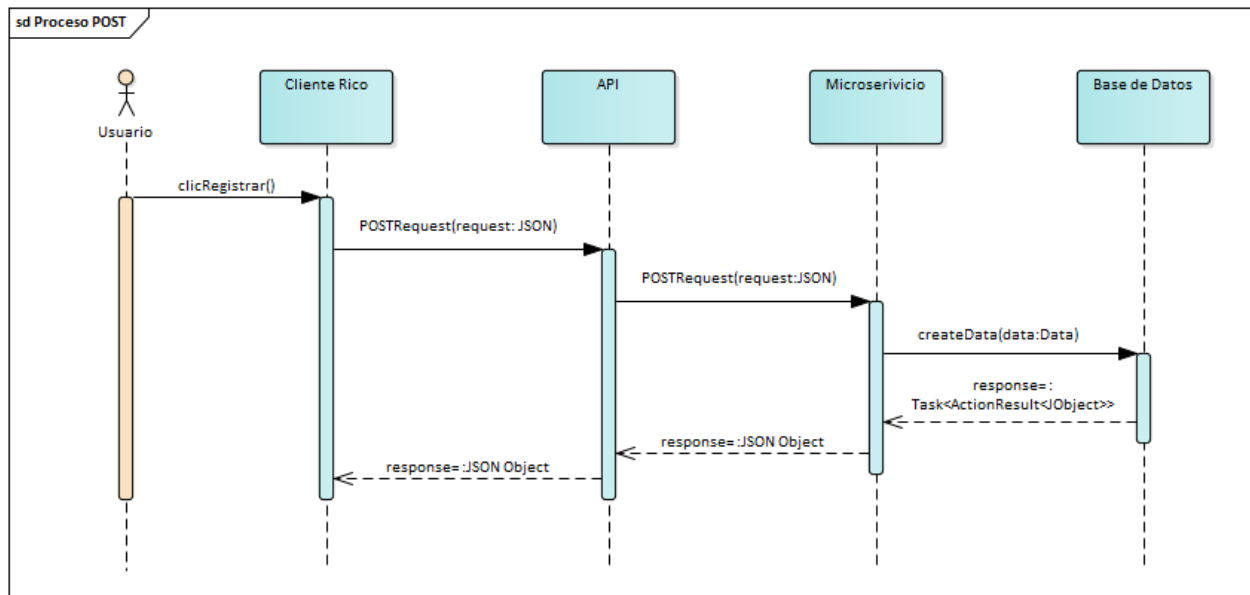 sd Proceso POST
Usuario
Cliente Rico
API
Microserivicio
Base de Datos
clicRegistrar()
POSTRequest(request: JSON)
POSTRequest(request:JSON)
createData(data:Data)
response= :
Task<ActionResult<JObject>>
response= :JSON Object
response= :JSON Object